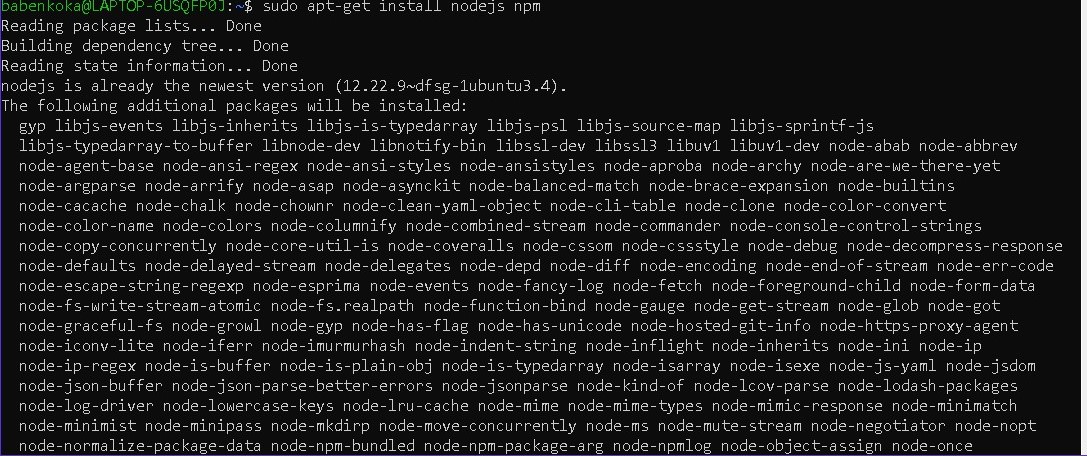 babenkoka@LAPTOP-6USQFP0J:~$ sudo apt-get install nodejs npm
Reading package lists... Done
Building dependency tree... Done
Reading state information... Done
nodejs is already the newest version (12.22.9~dfsg-1ubuntu3.4).
The following additional packages will be installed:
  gyp libjs-events libjs-inherits libjs-is-typedarray libjs-psl libjs-source-map libjs-sprintf-js
  libjs-typedarray-to-buffer libnode-dev libnotify-bin libssl-dev libssl3 libuv1 libuv1-dev node-abab node-abbrev
  node-agent-base node-ansi-regex node-ansi-styles node-ansistyles node-aproba node-archy node-are-we-there-yet
  node-argparse node-arrify node-asap node-asynckit node-balanced-match node-brace-expansion node-builtins
  node-cacache node-chalk node-chownr node-clean-yaml-object node-cli-table node-clone node-color-convert
  node-color-name node-colors node-columnify node-combined-stream node-commander node-console-control-strings
  node-copy-concurrently node-core-util-is node-coveralls node-cssom node-cssstyle node-debug node-decompress-response
  node-defaults node-delayed-stream node-delegates node-depd node-diff node-encoding node-end-of-stream node-err-code
  node-escape-string-regexp node-esprima node-events node-fancy-log node-fetch node-foreground-child node-form-data
  node-fs-write-stream-atomic node-fs.realpath node-function-bind node-gauge node-get-stream node-glob node-got
  node-graceful-fs node-growl node-gyp node-has-flag node-has-unicode node-hosted-git-info node-https-proxy-agent
  node-iconv-lite node-iferr node-imurmurhash node-indent-string node-inflight node-inherits node-ini node-ip
  node-ip-regex node-is-buffer node-is-plain-obj node-is-typedarray node-isarray node-isexe node-js-yaml node-jsdom
  node-json-buffer node-json-parse-better-errors node-jsonparse node-kind-of node-lcov-parse node-lodash-packages
  node-log-driver node-lowercase-keys node-lru-cache node-mime node-mime-types node-mimic-response node-minimatch
  node-minimist node-minipass node-mkdirp node-move-concurrently node-ms node-mute-stream node-negotiator node-nopt
  node-normalize-package-data node-npm-bundled node-npm-package-arg node-npmlog node-object-assign node-once